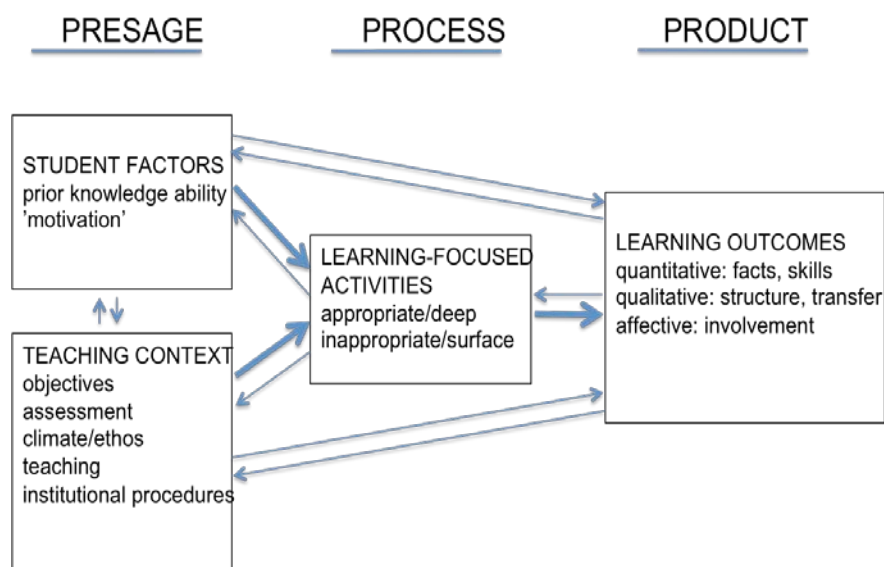 PRESAGE
PROCESS
PRODUCT
STUDENT FACTORS
prior knowledge ability
'motivation'
TEACHING CONTEXT
objectives
assessment
climate/ethos
teaching
institutional procedures
LEARNING-FOCUSED
ACTIVITIES
appropriate/deep
inappropriate/surface
LEARNING OUTCOMES
quantitative: facts, skills
qualitative: structure, transfer
affective: involvement